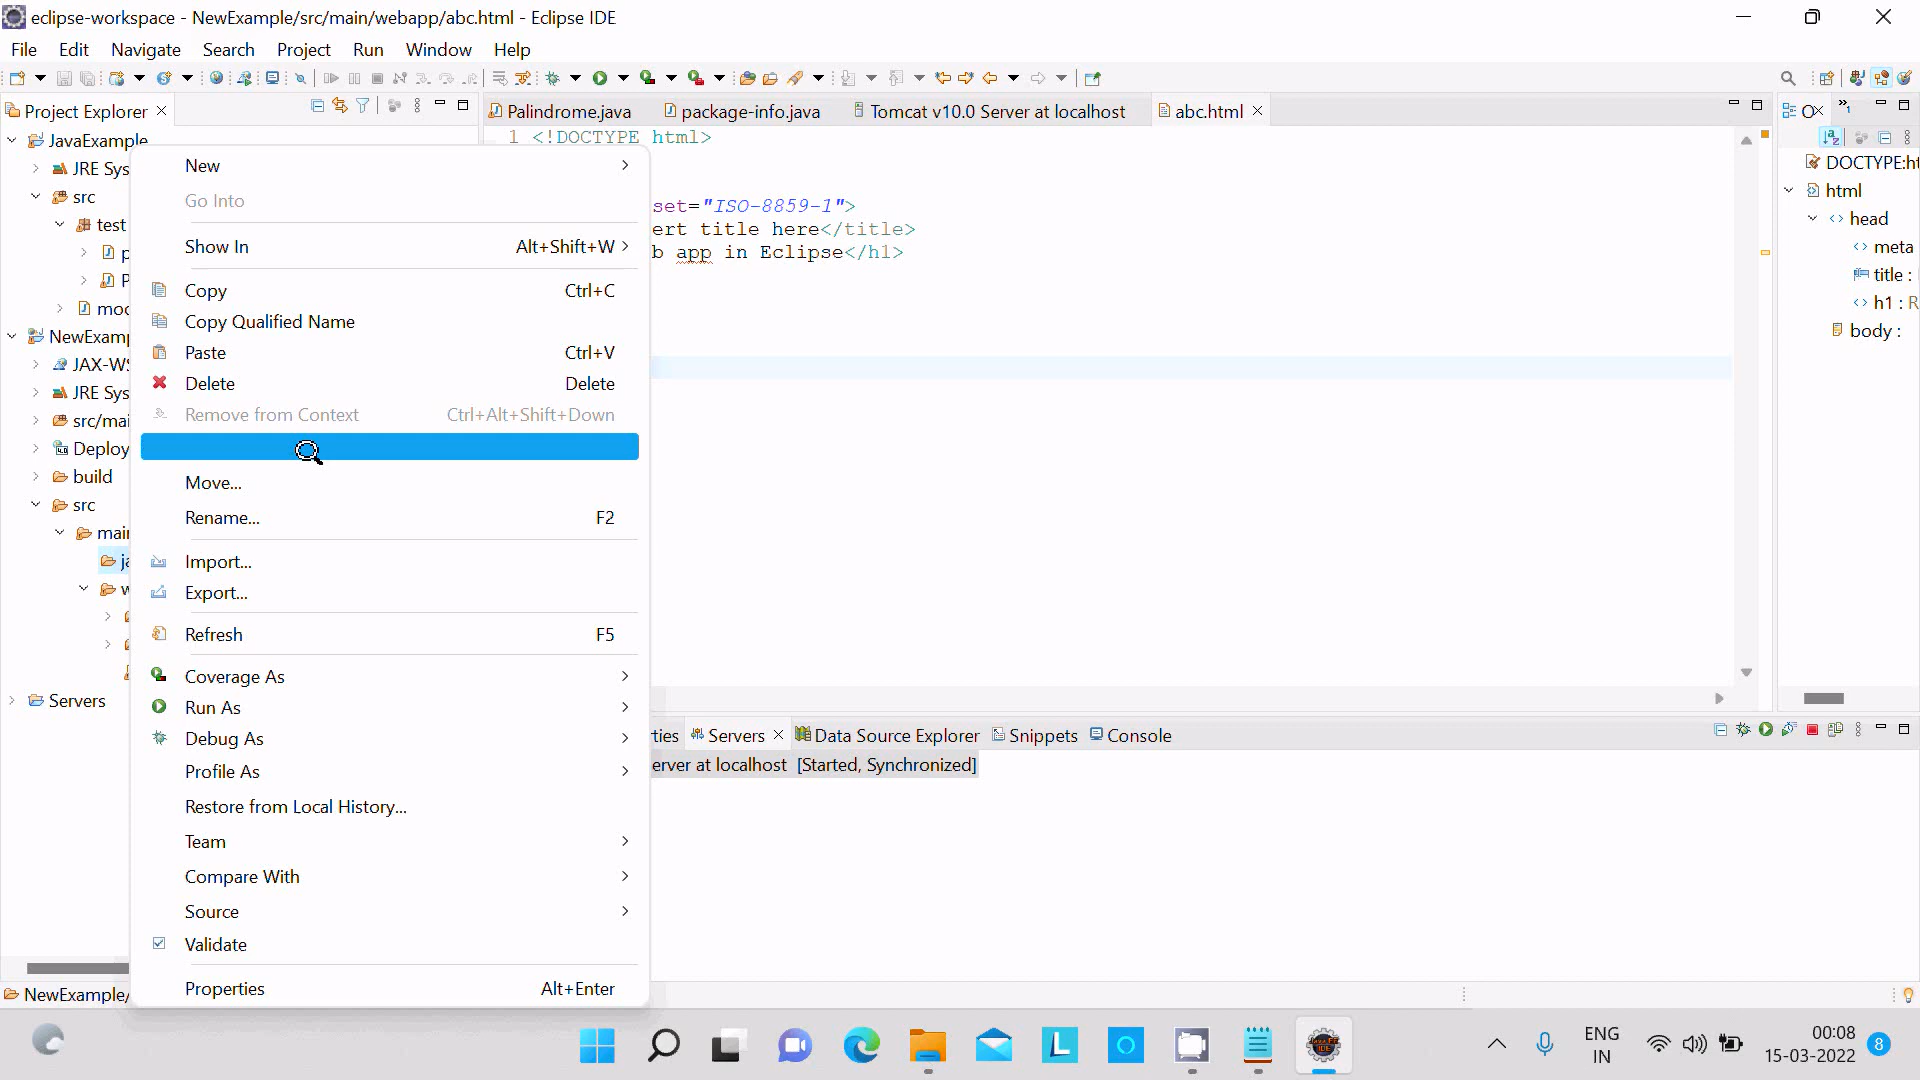 eclipse-workspace - NewExample/src/main/webapp/abc.html - Eclipse IDE
File Edit Navigate Search Project Run Window Help
Project Explorer
Palindrome.java package-info.java Tomcat v10.0 Server at localhost abc.html
JavaExample
JRE Sys
src
test
mod
NewExamp
JAX-WS
JRE Sys
src/mai
Deploy
build
src
main
ja
w
Servers
New
Go Into
Show In Alt+Shift+W
Copy Ctrl+C
Copy Qualified Name
Paste Ctrl+V
Delete Delete
Remove from Context Ctrl+Alt+Shift+Down
Move...
Rename... F2
Import...
Export...
Refresh F5
Coverage As
Run As
Debug As
Profile As
Restore from Local History...
Team
Compare With
Source
Validate
Properties Alt+Enter
1 <!DOCTYPE html>
set="ISO-8859-1">
ert title here</title>
b app in Eclipse</h1>
DOCTYPE:ht
html
head
meta
title :
h1 : R
body :
ties Servers Data Source Explorer Snippets Console
erver at localhost [Started, Synchronized]
NewExample/
ENG
IN
00:08
15-03-2022
8